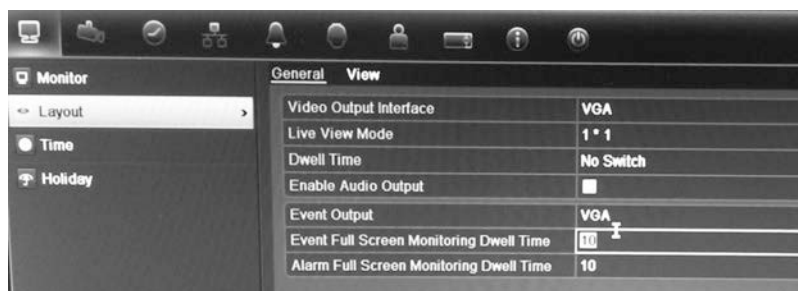 Monitor
Layout
Time
Holiday
General View
Video Output Interface VGA
Live View Mode 1 * 1
Dwell Time No Switch
Enable Audio Output
Event Output VGA
Event Full Screen Monitoring Dwell Time 10
Alarm Full Screen Monitoring Dwell Time 10